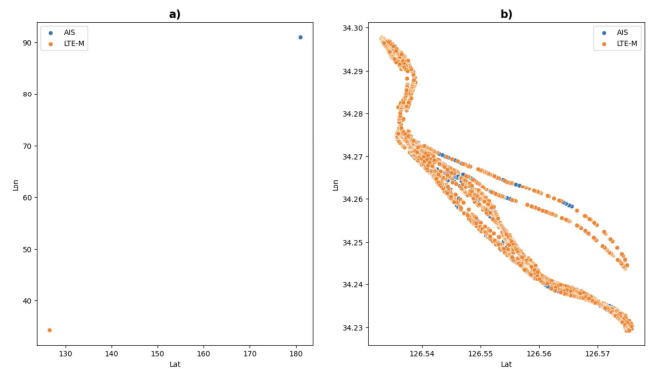 a)
AIS
LTE-M
90
80
70
60
50
40
Lon
130 140 150 160 170 180
Lat
b)
AIS
LTE-M
34.30
34.29
34.28
34.27
34.26
34.25
34.24
34.23
Lon
126.54 126.55 126.56 126.57
Lat